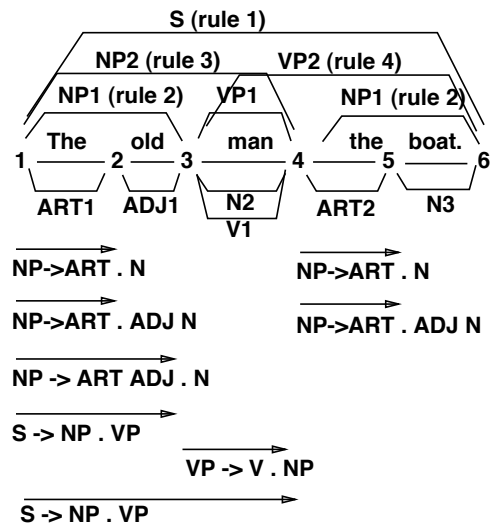 S (rule 1)
NP2 (rule 3) VP2 (rule 4)
NP1 (rule 2) VP1 NP1 (rule 2)
The old man the boat.
1 2 3 4 5 6
ART1 ADJ1 N2 ART2 N3
V1
NP->ART . N NP->ART . N
NP->ART . ADJ N NP->ART . ADJ N
NP -> ART ADJ . N
S -> NP . VP
VP -> V . NP
S -> NP . VP